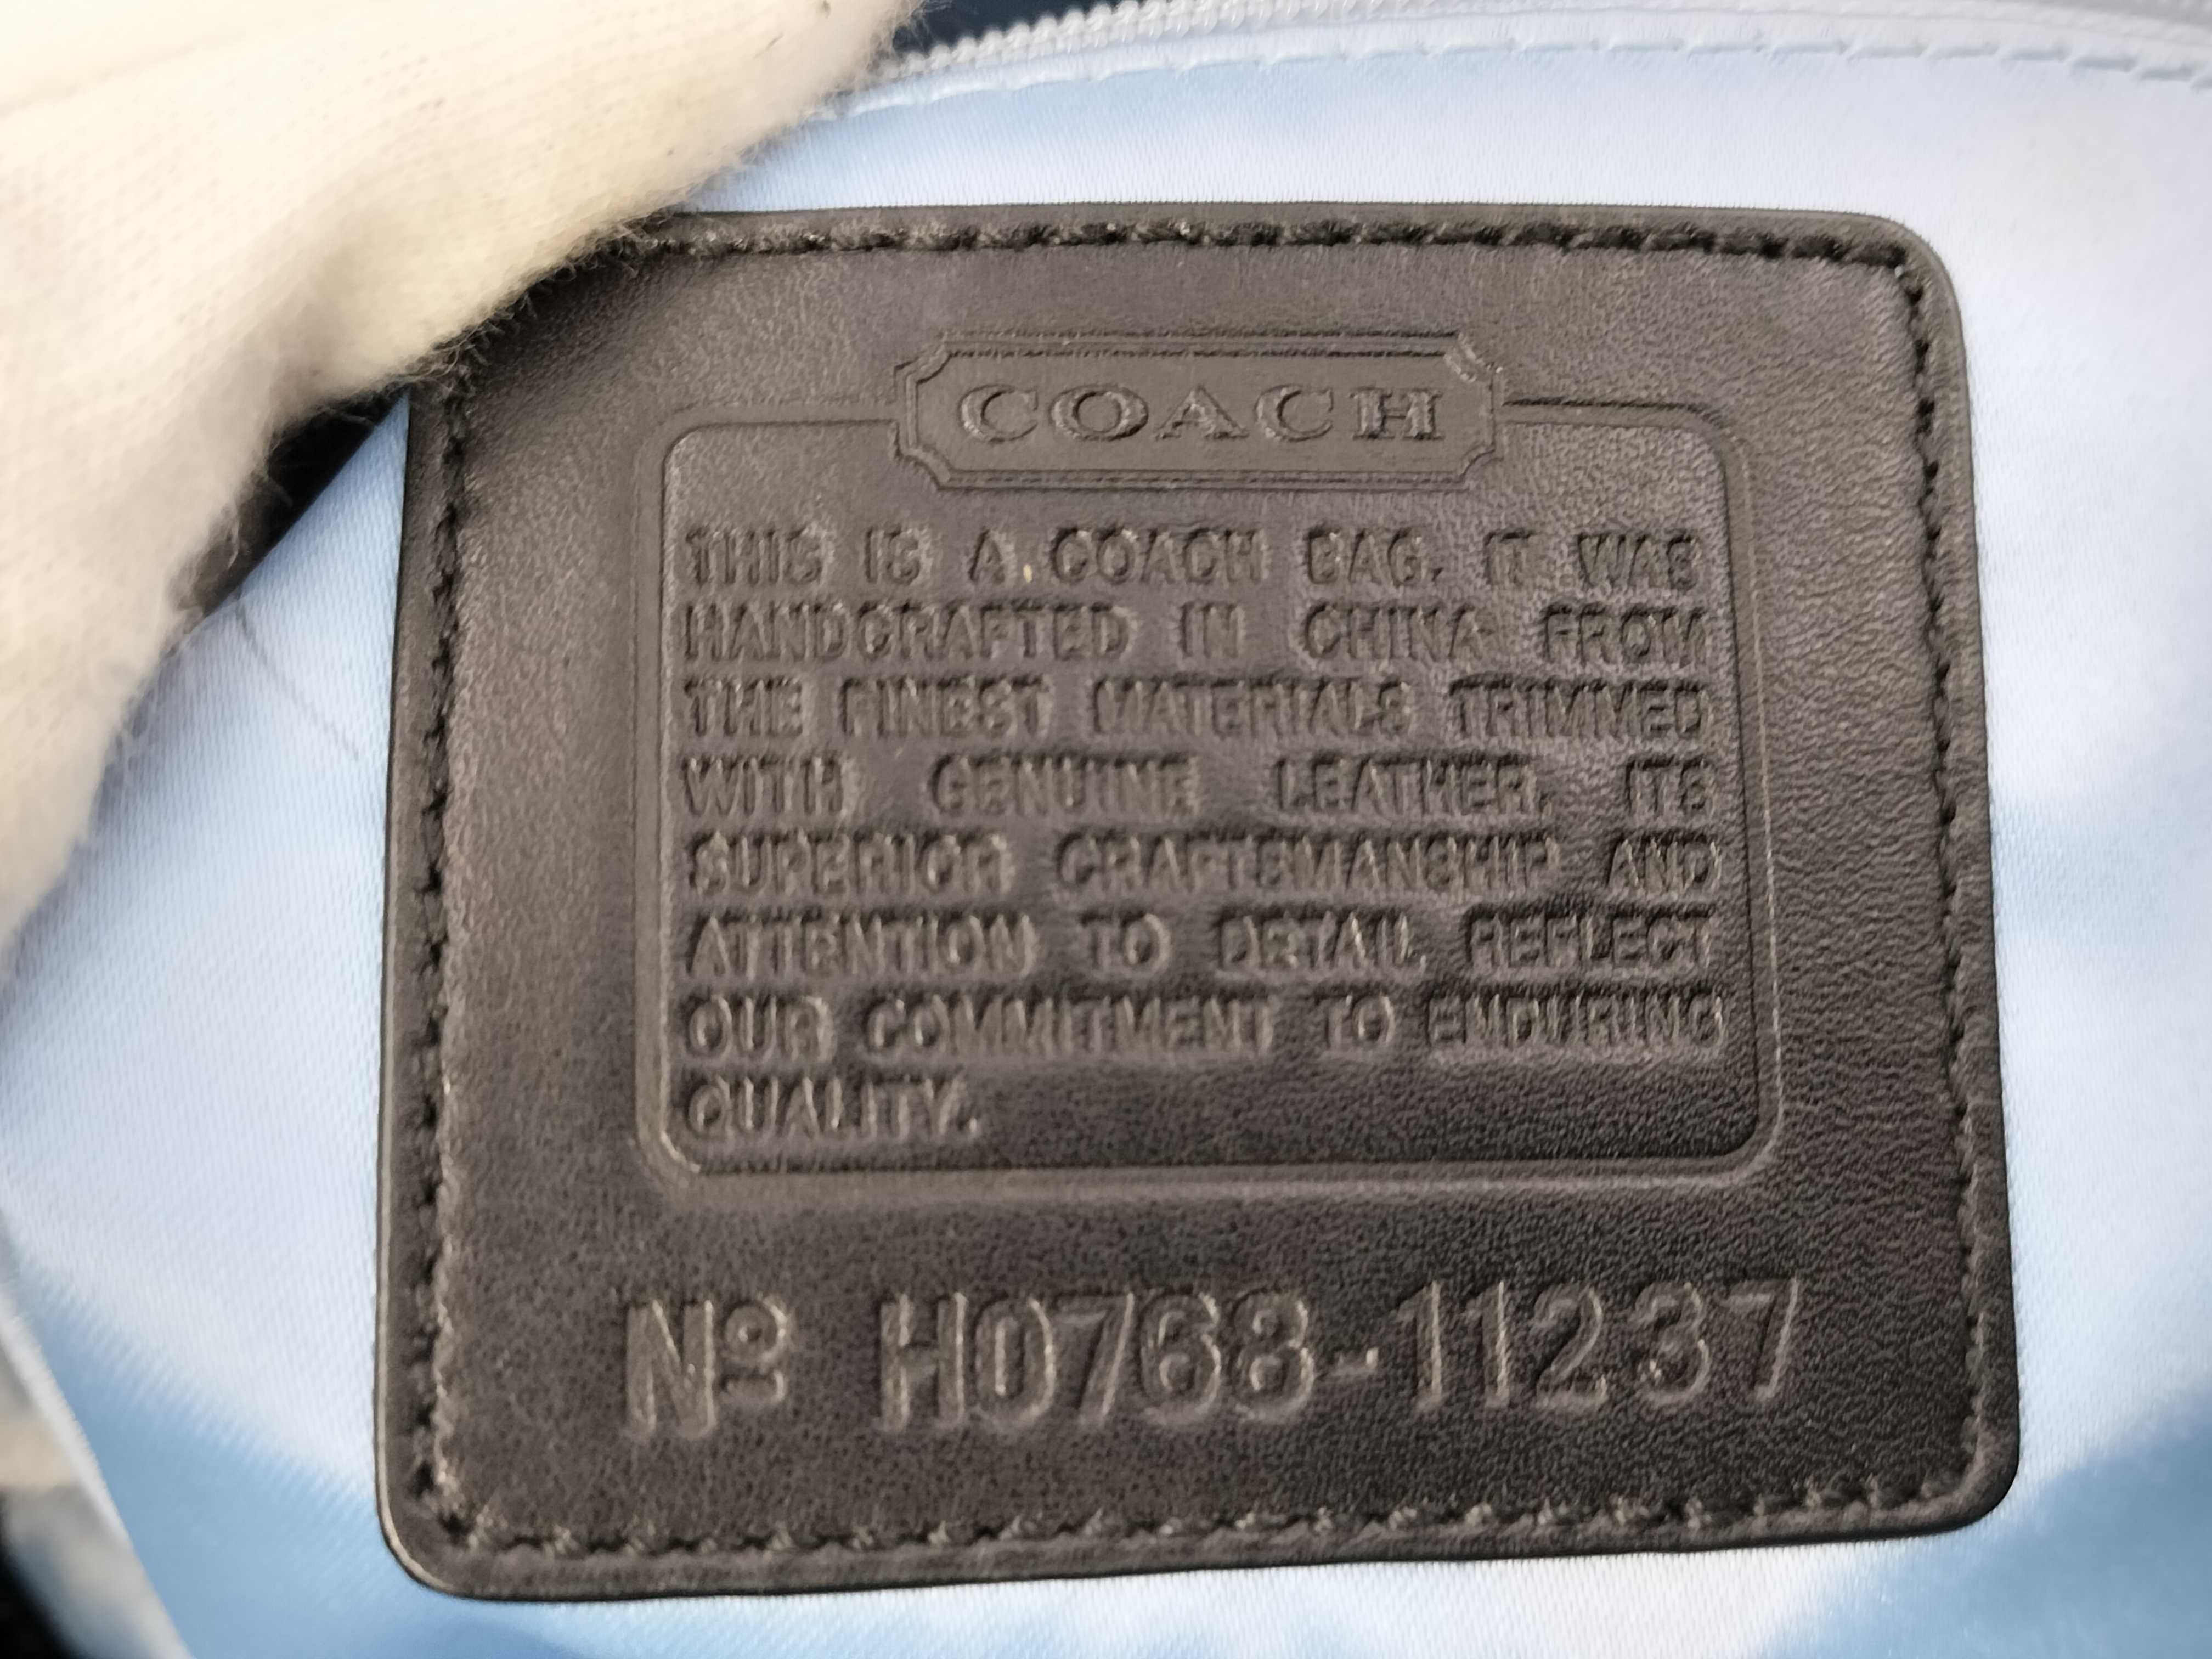 COACH
THIS IS A COACH BAG. IT WAS
HANDCRAFTED IN CHINA FROM
THE FINEST MATERIALS TRIMMED
WITH GENUINE LEATHER. ITS
SUPERIOR CRAFTSMANSHIP AND
ATTENTION TO DETAIL REFLECT
OUR COMMITMENT TO ENDURING
QUALITY.
Nº H0768-11237